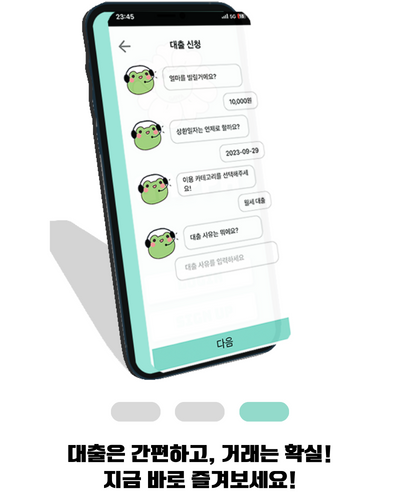 23:45
5G
대출 신청
얼마를 빌릴거에요?
10,000원
상환일자는 언제로 할까요?
2023-09-29
이용 카테고리를 선택해주세
요!
월세 대출
대출 사유는 뭐에요?
대출 사유를 입력하세요
다음
대출은 간편하고, 거래는 확실!
지금 바로 즐겨보세요!